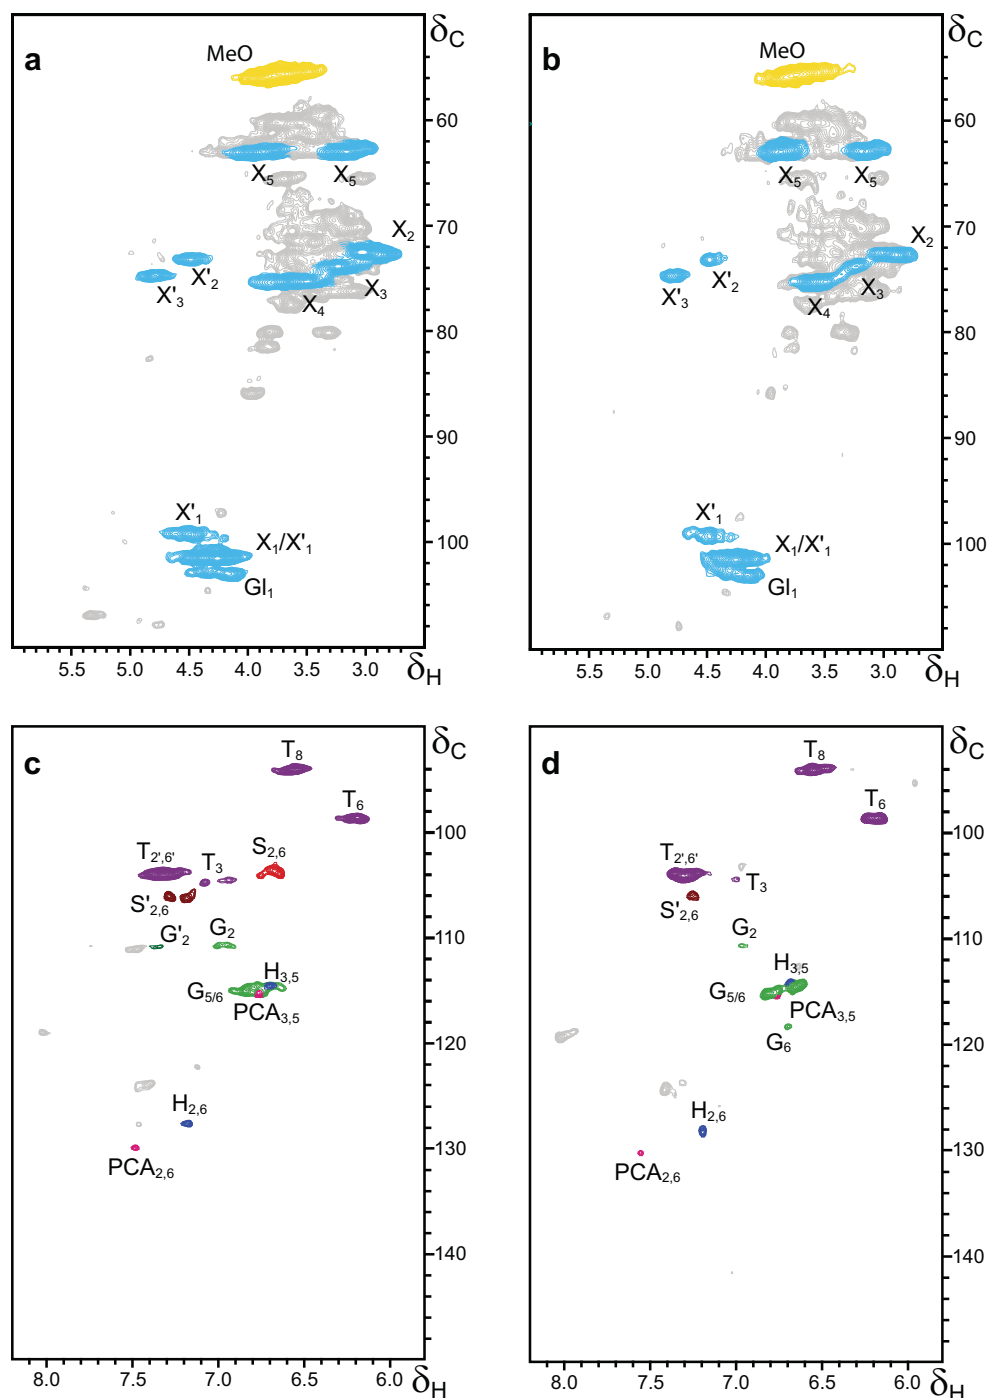 a
MeO
δC
60
X5
X5
70
X2
X'2
X'3
X3
X4
80
90
X'1
X1/X'1
100
Gl1
5.5 5.0 4.5 4.0 3.5 3.0 δH
b
MeO
δC
60
X5
X5
70
X2
X'2
X'3
X3
X4
80
90
X'1
X1/X'1
100
Gl1
5.5 5.0 4.5 4.0 3.5 3.0 δH
c
δC
T8
T6
100
T2',6'
T3
S2,6
S'2,6
G'2
G2
110
H3,5
G5/6
PCA3,5
120
H2,6
130
PCA2,6
140
8.0 7.5 7.0 6.5 6.0 δH
d
δC
T8
T6
100
T2',6'
T3
S'2,6
G2
110
H3,5
G5/6
PCA3,5
G6
120
H2,6
130
PCA2,6
140
8.0 7.5 7.0 6.5 6.0 δH